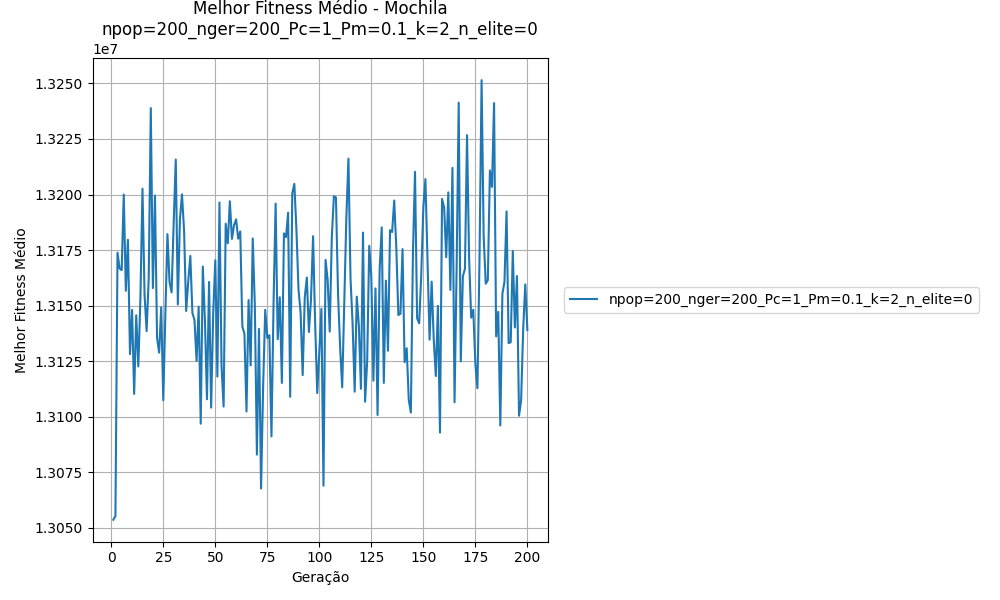 Melhor Fitness Médio - Mochila
npop=200_nger=200_Pc=1_Pm=0.1_k=2_n_elite=0
1e7
1.3250
1.3225
1.3200
1.3175
1.3150
1.3125
1.3100
1.3075
1.3050
Melhor Fitness Médio
0 25 50 75 100 125 150 175 200
Geração
npop=200_nger=200_Pc=1_Pm=0.1_k=2_n_elite=0